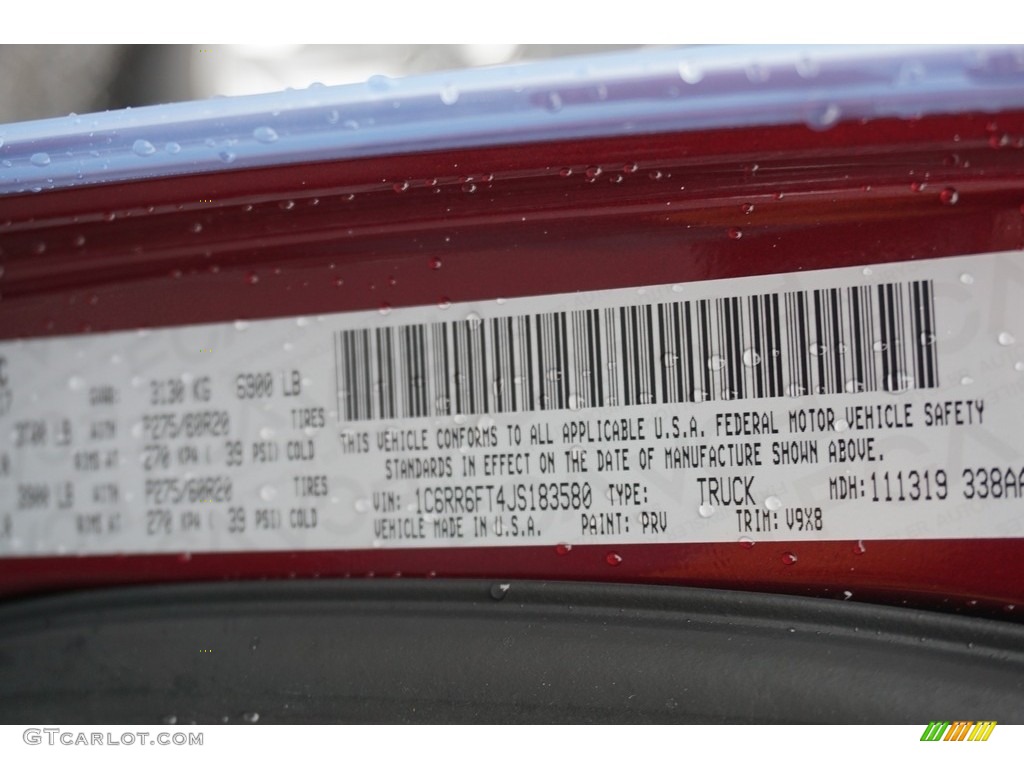 GVWR: 3130 KG 6900 LB
LB WITH P275/60R20 TIRES
RIMS AT 270 KPA ( 39 PSI) COLD
LB WITH P275/60R20 TIRES
RIMS AT 270 KPA ( 39 PSI) COLD
THIS VEHICLE CONFORMS TO ALL APPLICABLE U.S.A. FEDERAL MOTOR VEHICLE SAFETY
STANDARDS IN EFFECT ON THE DATE OF MANUFACTURE SHOWN ABOVE.
VIN: 1C6RR6FT4JS183580 TYPE: TRUCK MDH: 111319 338AA
VEHICLE MADE IN U.S.A. PAINT: PRV TRIM: V9X8
GTCarlot.com